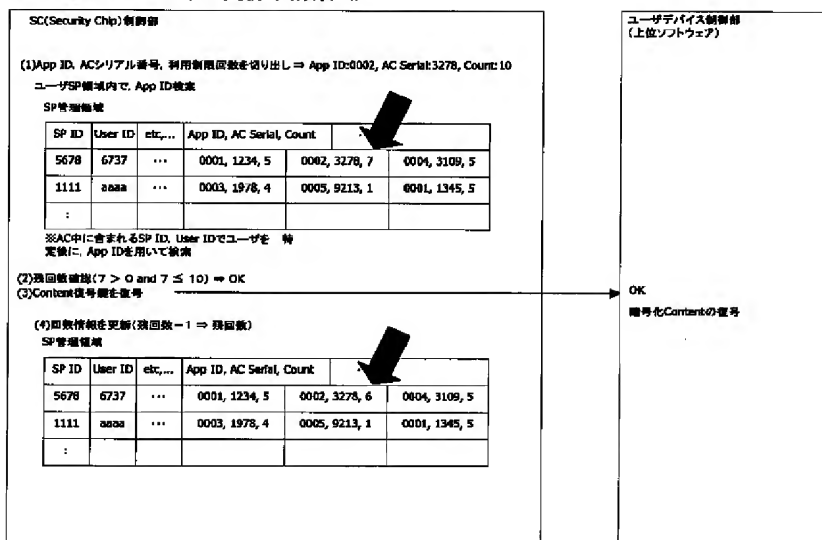 SC(Security Chip)制御部
ユーザデバイス制御部
(上位ソフトウェア)
(1)App ID, ACシリアル番号, 利用制限回数を切り出し ⇒ App ID:0002, AC Serial:3278, Count:10
ユーザSP領域内で, App ID検索
SP管理領域
SP ID User ID etc,... App ID, AC Serial, Count
5678 6737 ... 0001, 1234, 5 0002, 3278, 7 0004, 3109, 5
1111 aaaa ... 0003, 1978, 4 0005, 9213, 1 0001, 1345, 5
:
※AC中に含まれるSP ID, User IDでユーザを 特
定後に, App IDを用いて検索
(2)残回数確認(7 > 0 and 7 ≦ 10) ⇒ OK
(3)Content復号鍵を復号
OK
暗号化Contentの復号
(4)回数情報を更新(残回数−1 ⇒ 残回数)
SP管理領域
SP ID User ID etc,... App ID, AC Serial, Count
5678 6737 ... 0001, 1234, 5 0002, 3278, 6 0004, 3109, 5
1111 aaaa ... 0003, 1978, 4 0005, 9213, 1 0001, 1345, 5
: